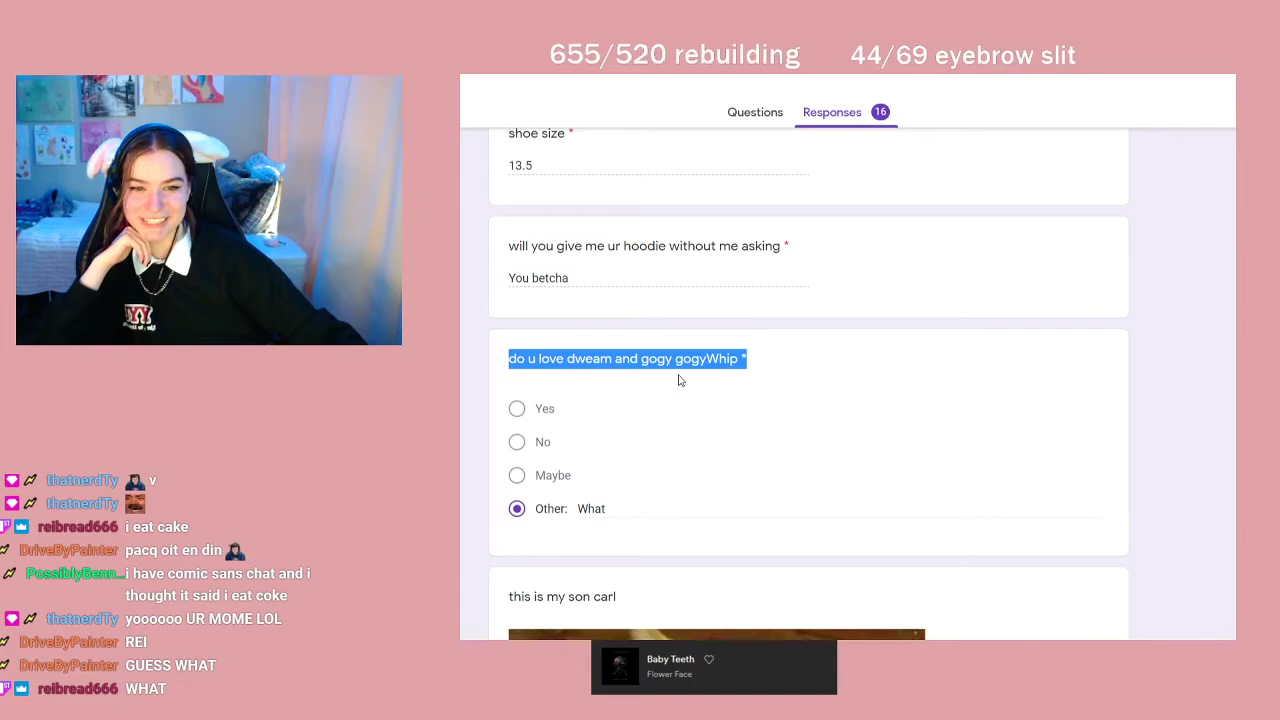 655/520 rebuilding
44/69 eyebrow slit
Questions
Responses 16
shoe size *
13.5
will you give me ur hoodie without me asking *
You betcha
do u love dweam and gogy gogyWhip *
Yes
No
Maybe
Other: What
this is my son carl
Baby Teeth
Flower Face
thatnerdTy v
thatnerdTy
reibread666 i eat cake
DriveByPainter pacq oit en din
PossiblyBenn... i have comic sans chat and i
thought it said i eat coke
thatnerdTy yoooooo UR MOME LOL
DriveByPainter REI
DriveByPainter GUESS WHAT
reibread666 WHAT